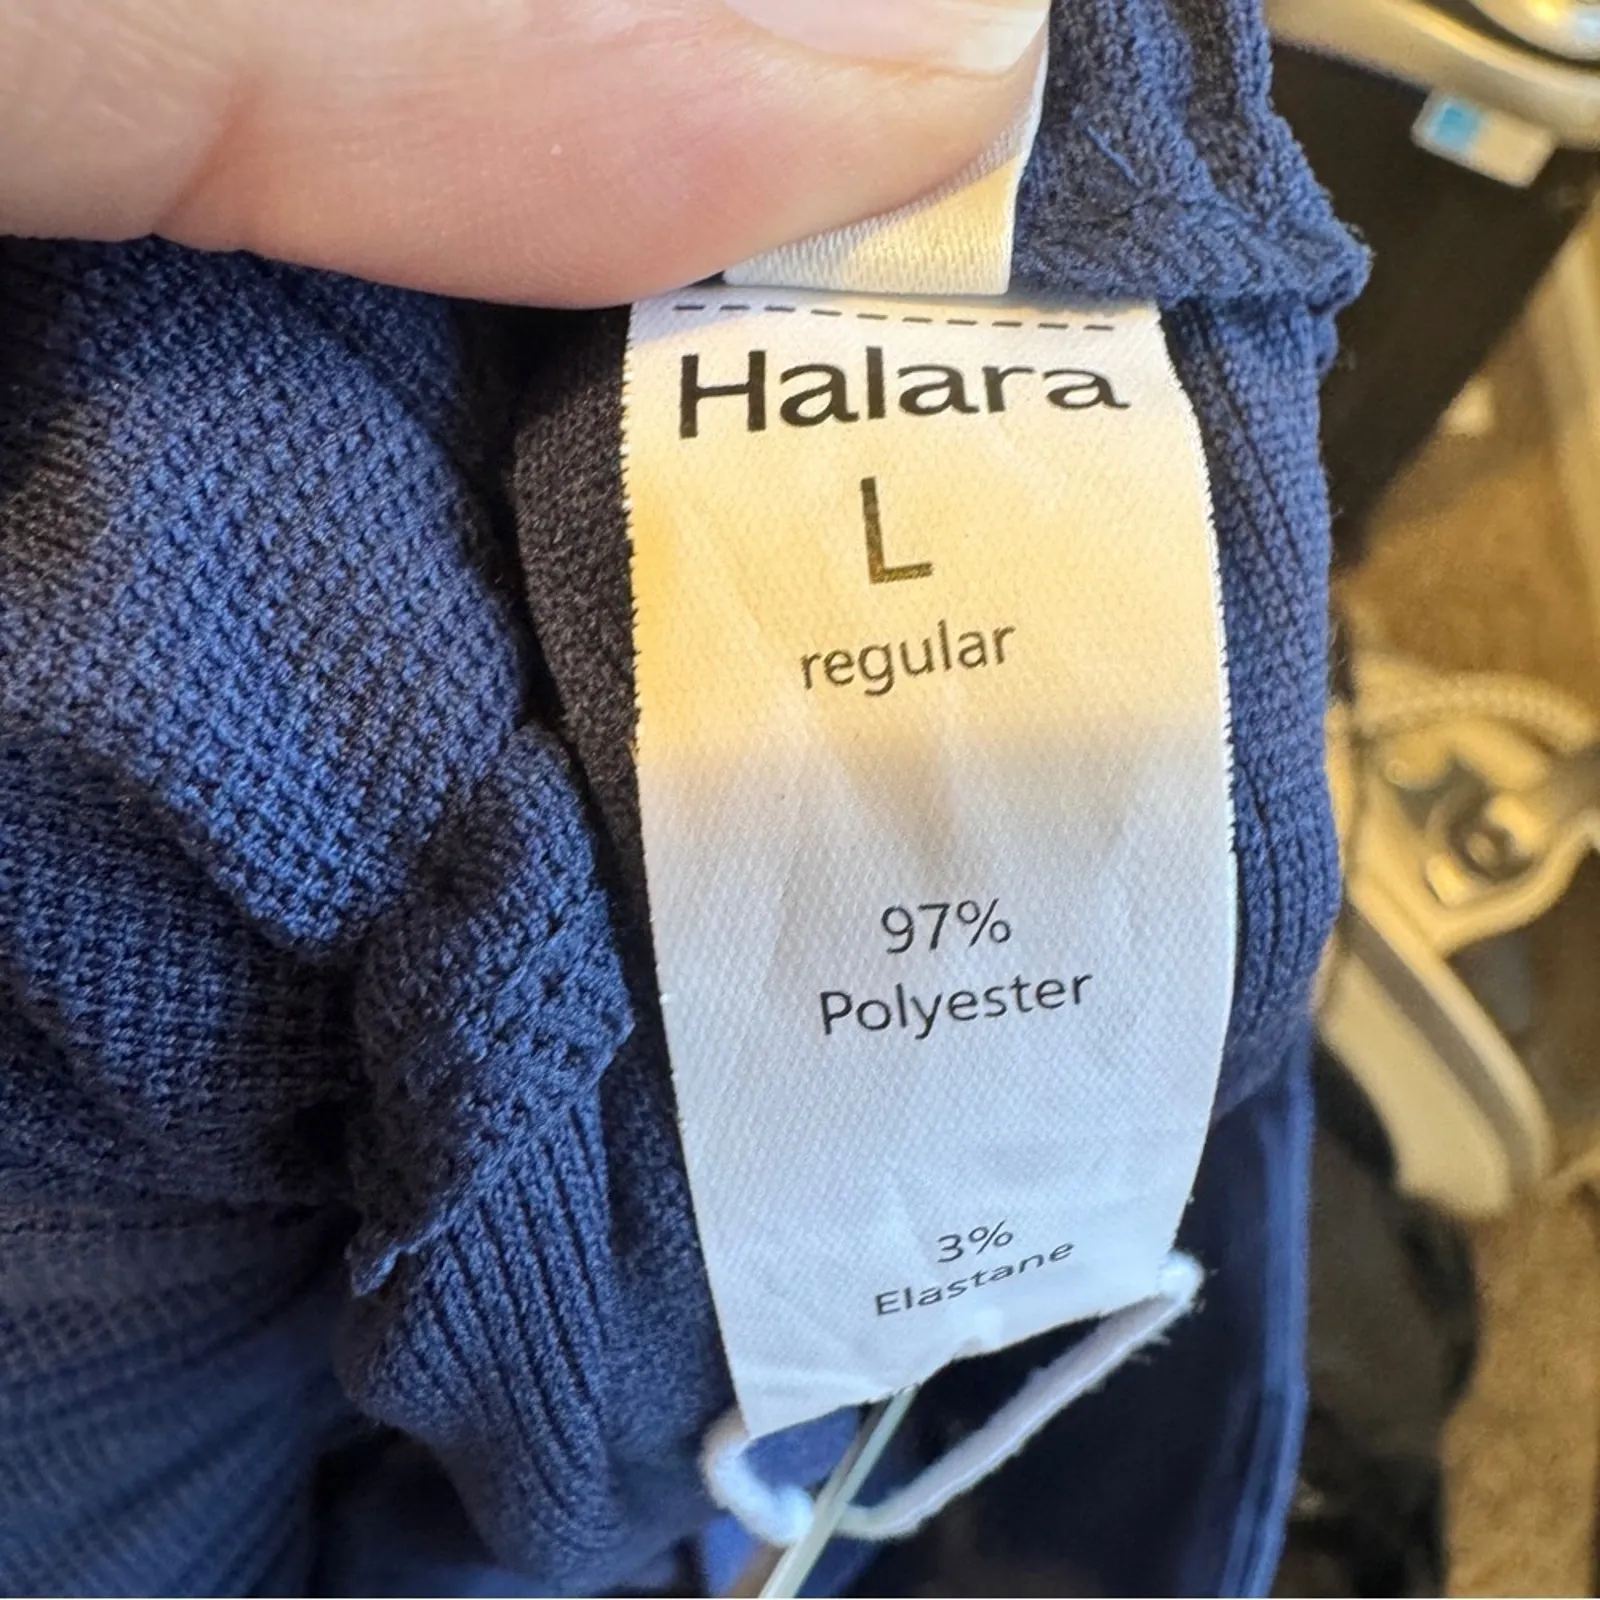 Halara
L
regular
97%
Polyester
3%
Elastane